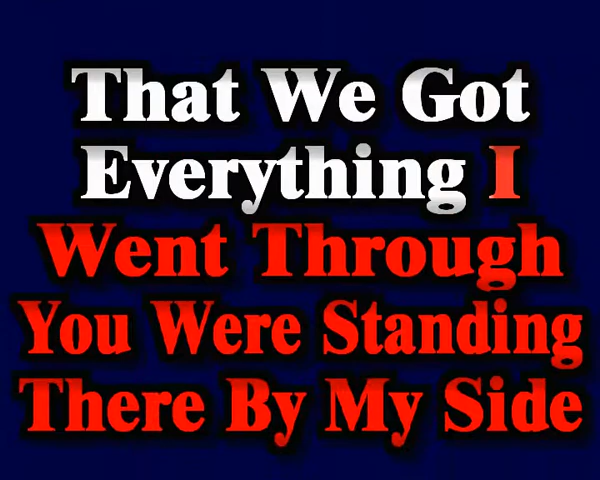 That We Got
Everything I
Went Through
You Were Standing
There By My Side